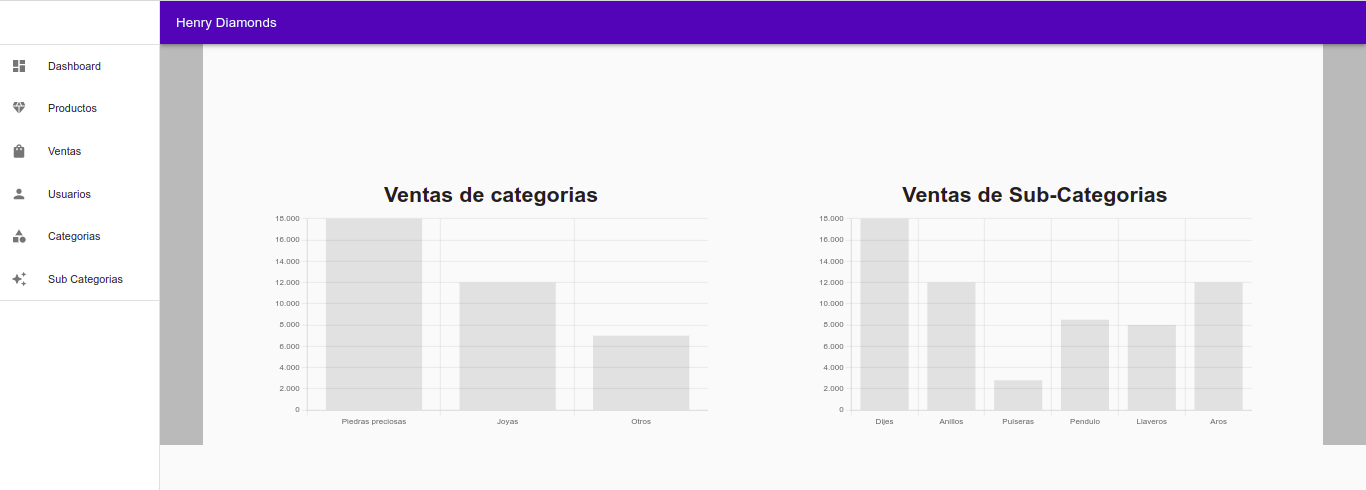 Henry Diamonds
Dashboard
Productos
Ventas
Usuarios
Categorias
Sub Categorias
Ventas de categorias
18.000
16.000
14.000
12.000
10.000
8.000
6.000
4.000
2.000
0
Piedras preciosas Joyas Otros
Ventas de Sub-Categorias
18.000
16.000
14.000
12.000
10.000
8.000
6.000
4.000
2.000
0
Dijes Anillos Pulseras Pendulo Llaveros Aros